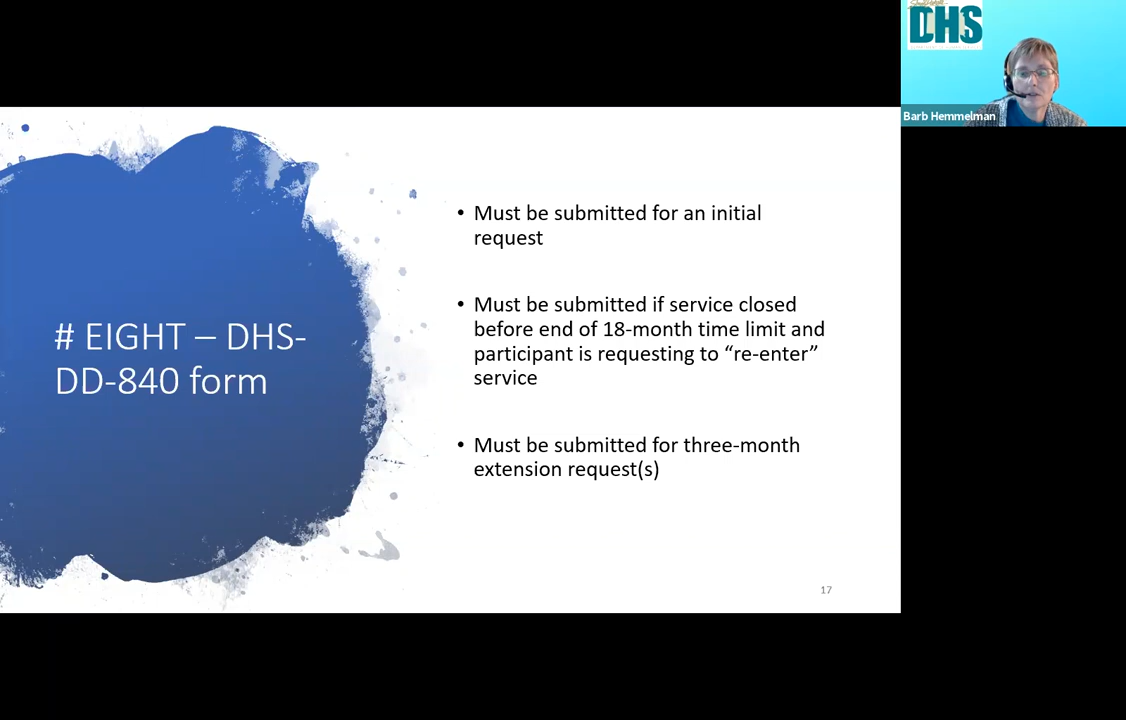 DHS
Barb Hemmelman
# EIGHT – DHS-
DD-840 form
• Must be submitted for an initial
request
• Must be submitted if service closed
before end of 18-month time limit and
participant is requesting to “re-enter”
service
• Must be submitted for three-month
extension request(s)
17